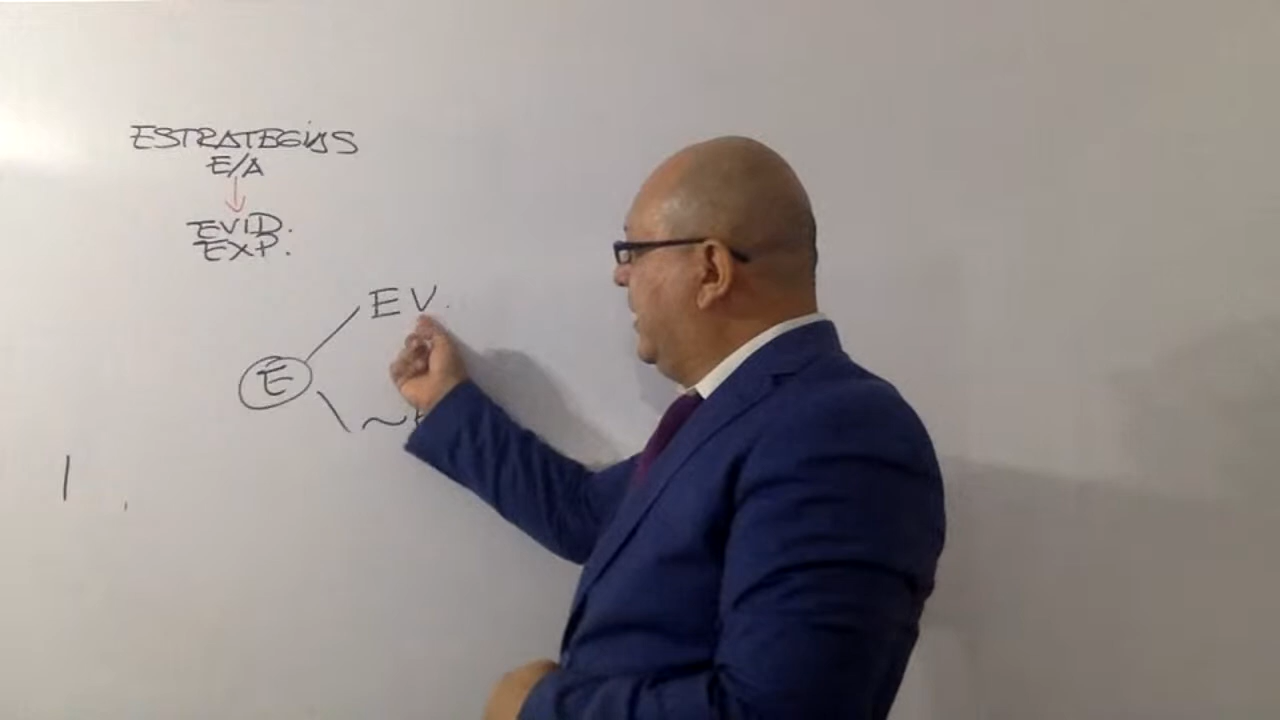 ESTRATEGIAS
E/A
EVID.
EXP.
EV.
E
~